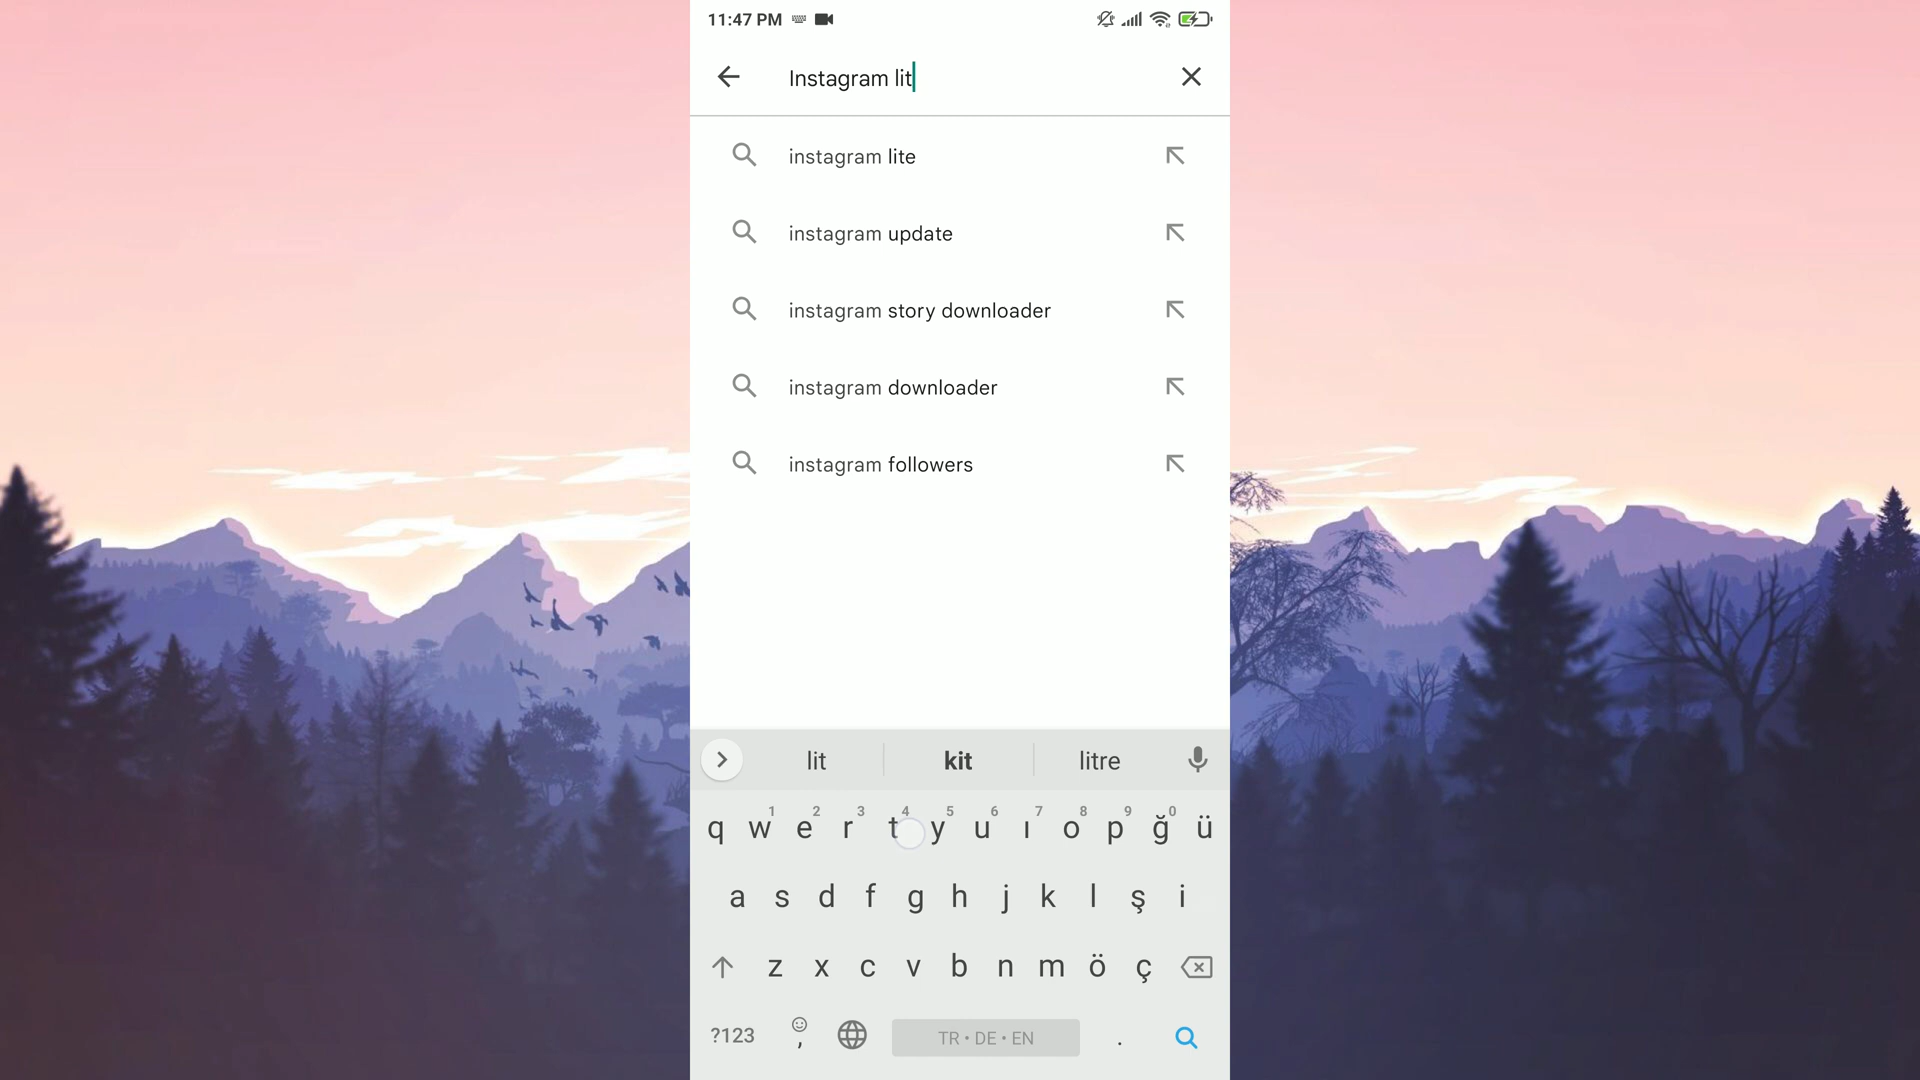 11:47 PM
Instagram lit
instagram lite
instagram update
instagram story downloader
instagram downloader
instagram followers
lit kit litre
1 2 3 4 5 6 7 8 9 0
q w e r t y u ı o p ğ ü
a s d f g h j k l ş i
z x c v b n m ö ç
?123 , TR • DE • EN .